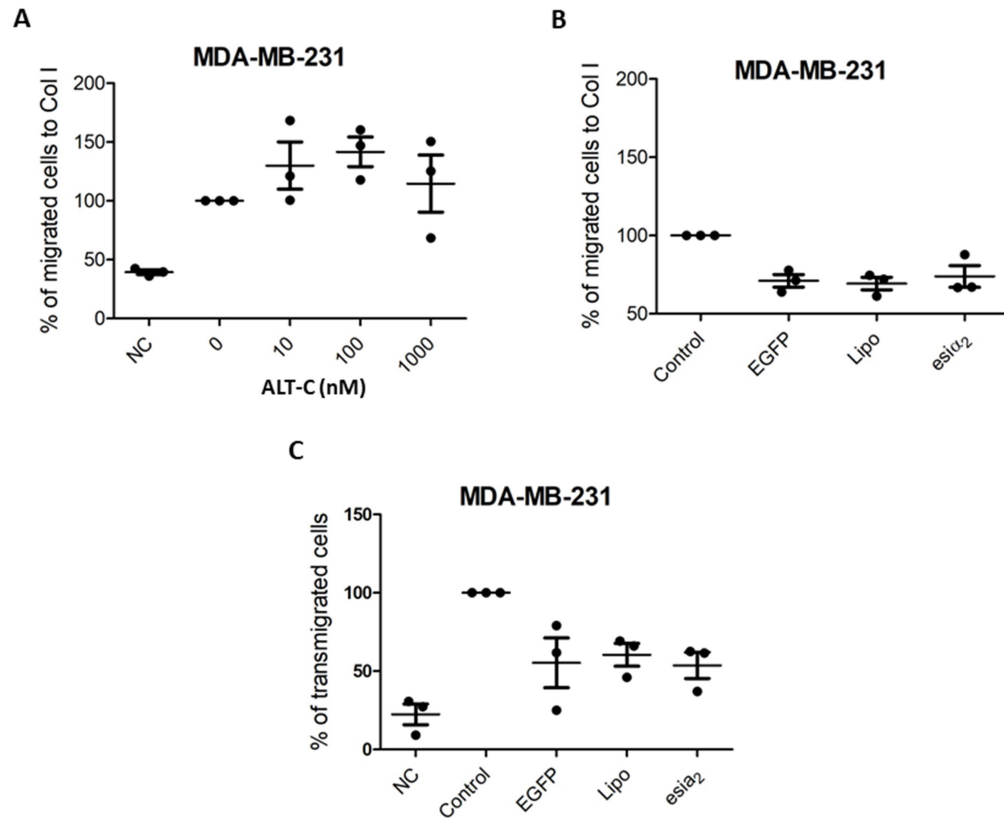 A
MDA-MB-231
% of migrated cells to Col I
200
150
100
50
0
NC
0
10
100
1000
ALT-C (nM)
B
MDA-MB-231
% of migrated cells to Col I
200
150
100
50
Control
EGFP
Lipo
esiα₂
C
MDA-MB-231
% of transmigrated cells
150
100
50
0
NC
Control
EGFP
Lipo
esia₂